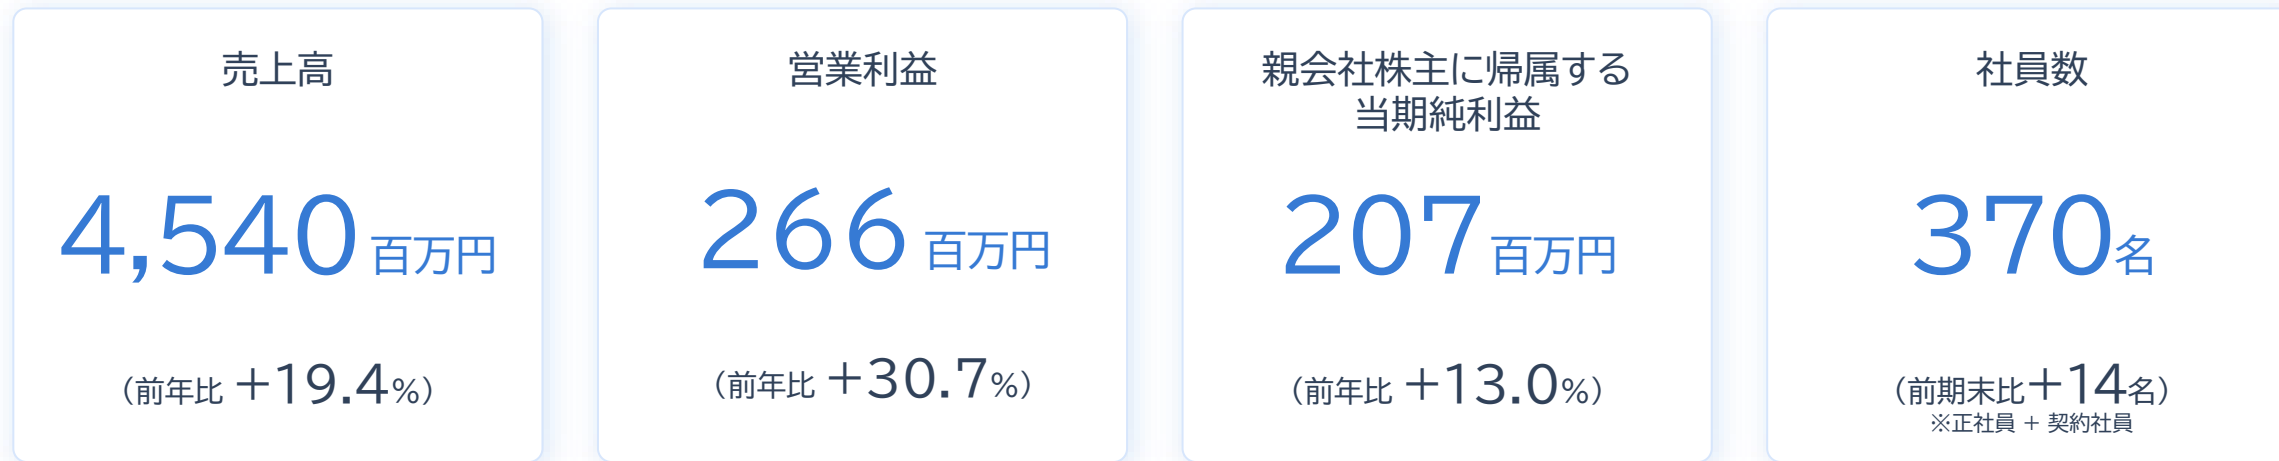 売上高
4,540百万円
（前年比 +19.4%）
営業利益
266百万円
（前年比 +30.7%）
親会社株主に帰属する
当期純利益
207百万円
（前年比 +13.0%）
社員数
370名
（前期末比+14名）
※正社員 + 契約社員